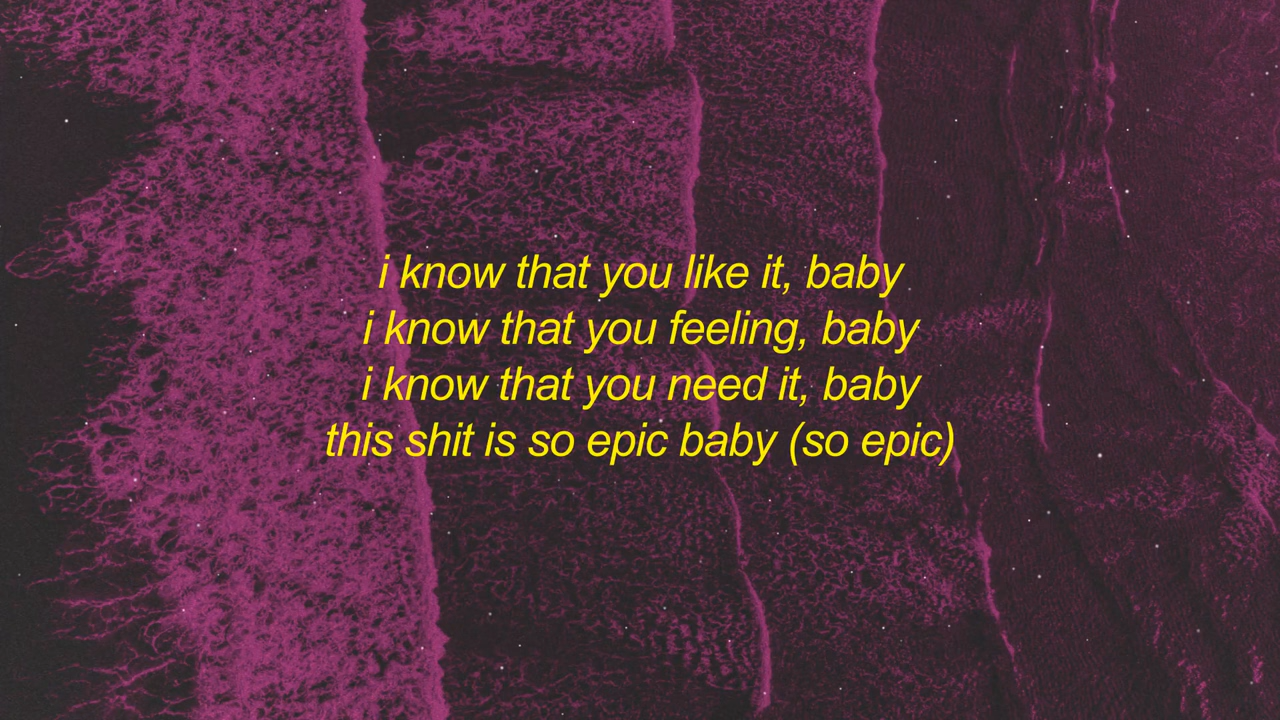 i know that you like it, baby
i know that you feeling, baby
i know that you need it, baby
this shit is so epic baby (so epic)